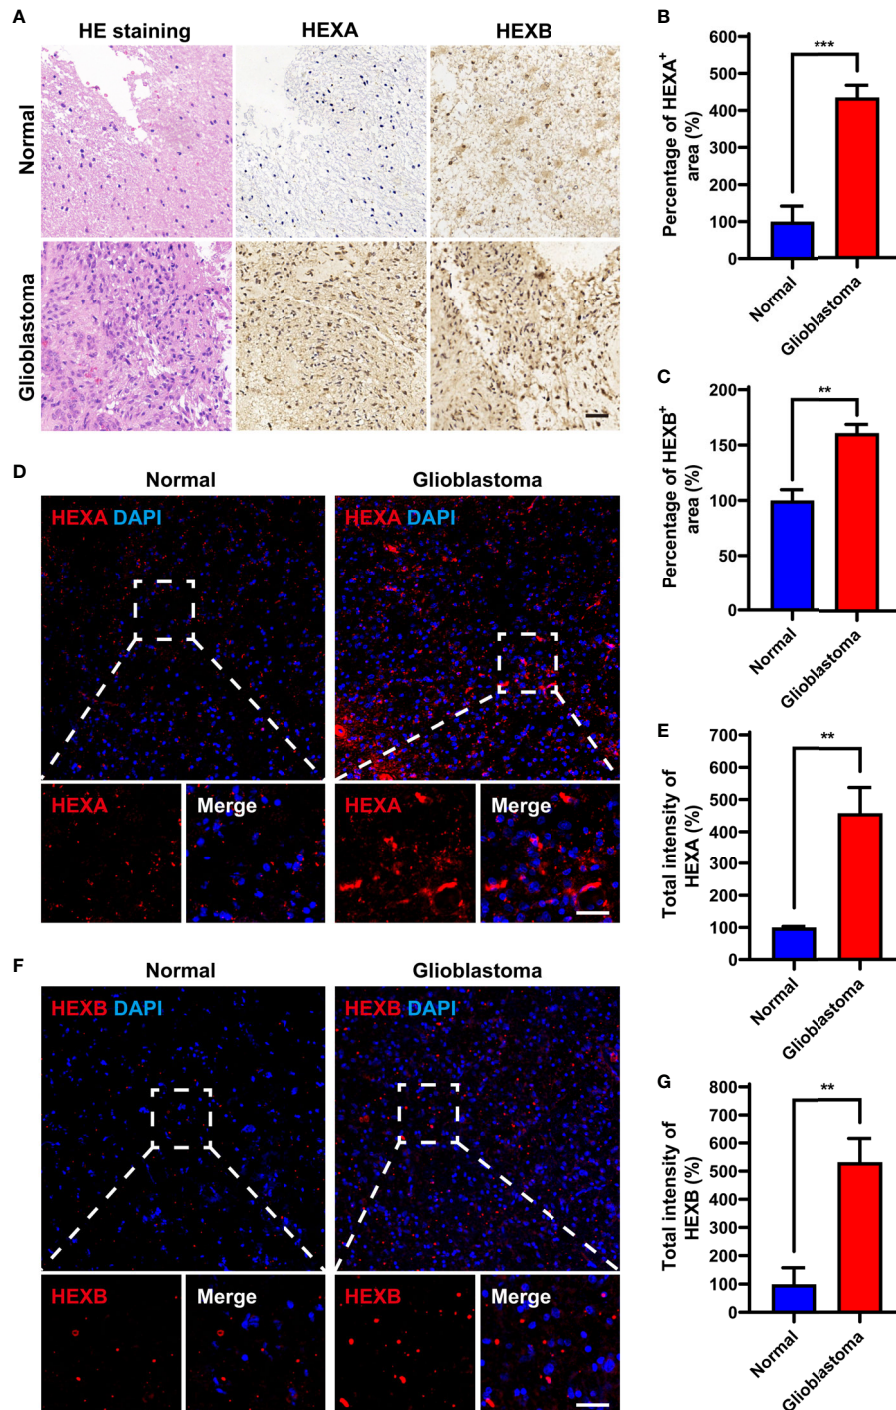 A
HE staining HEXA HEXB
Normal
Glioblastoma
B
Percentage of HEXA+
area (%)
600
500
400
300
200
100
0
***
Normal
Glioblastoma
C
Percentage of HEXB+
area (%)
200
150
100
50
0
**
Normal
Glioblastoma
D
Normal Glioblastoma
HEXA DAPI HEXA DAPI
HEXA Merge HEXA Merge
E
Total intensity of
HEXA (%)
700
600
500
400
300
200
100
0
**
Normal
Glioblastoma
F
Normal Glioblastoma
HEXB DAPI HEXB DAPI
HEXB Merge HEXB Merge
G
Total intensity of
HEXB (%)
800
700
600
500
400
300
200
100
0
**
Normal
Glioblastoma